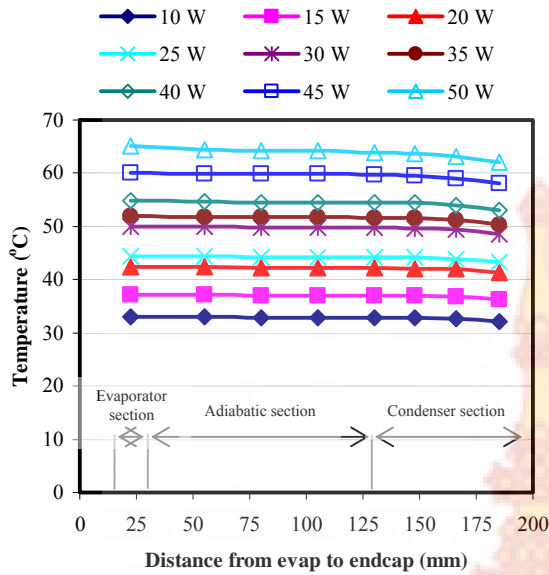 10 W 15 W 20 W
25 W 30 W 35 W
40 W 45 W 50 W
70
60
50
40
30
20
10
0
Temperature (⁰C)
Evaporator
section
Adiabatic section
Condenser section
0 25 50 75 100 125 150 175 200
Distance from evap to endcap (mm)